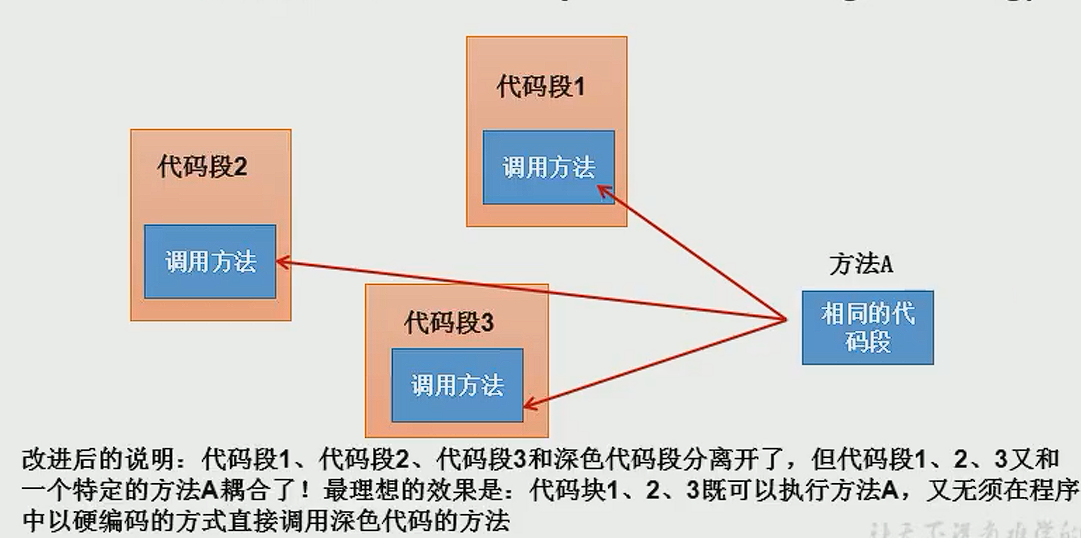 代码段1
调用方法
代码段2
调用方法
方法A
相同的代
码段
代码段3
调用方法
改进后的说明：代码段1、代码段2、代码段3和深色代码段分离开了，但代码段1、2、3又和
一个特定的方法A耦合了！最理想的效果是：代码块1、2、3既可以执行方法A，又无须在程序
中以硬编码的方式直接调用深色代码的方法